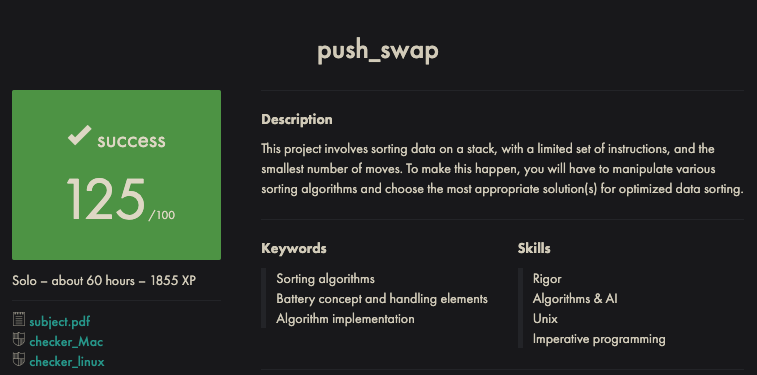 push_swap
success
125/100
Solo – about 60 hours – 1855 XP
subject.pdf
checker_Mac
checker_linux
Description
This project involves sorting data on a stack, with a limited set of instructions, and the
smallest number of moves. To make this happen, you will have to manipulate various
sorting algorithms and choose the most appropriate solution(s) for optimized data sorting.
Keywords
Sorting algorithms
Battery concept and handling elements
Algorithm implementation
Skills
Rigor
Algorithms & AI
Unix
Imperative programming